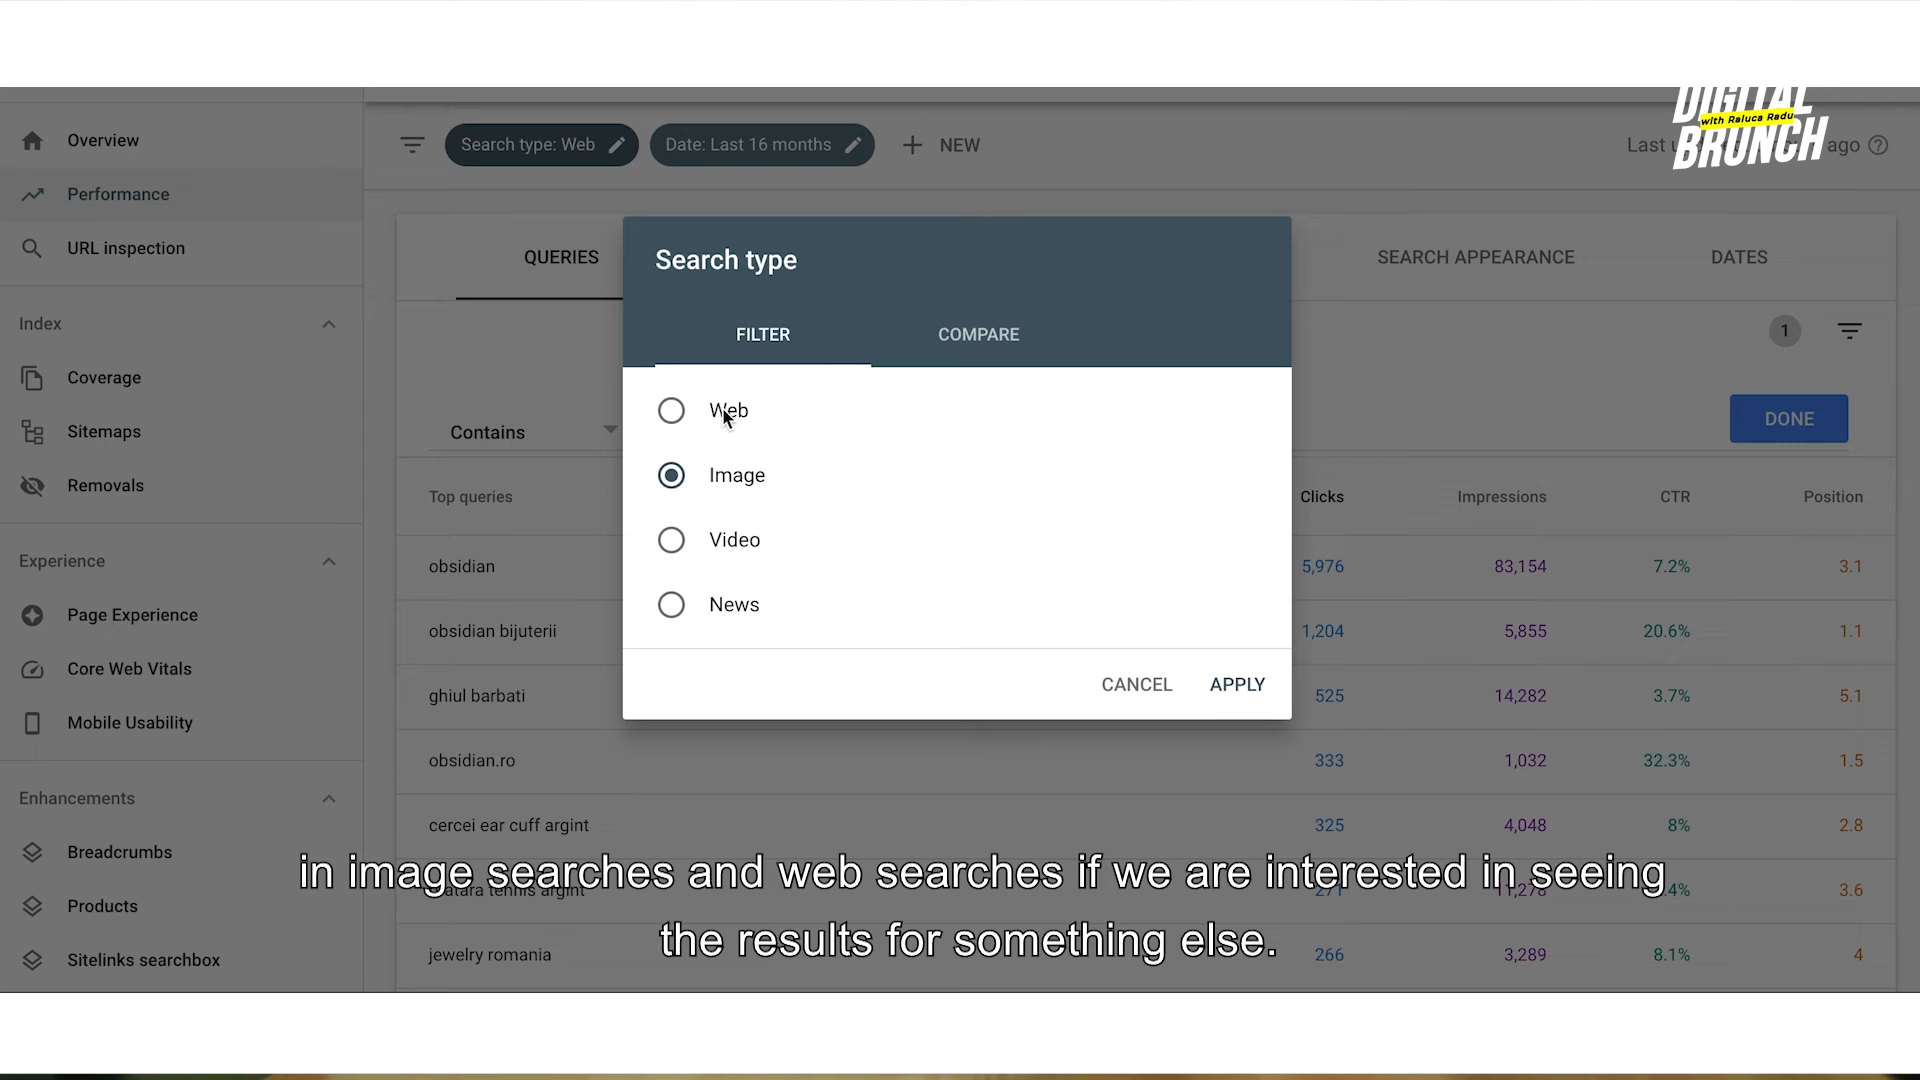 DIGITAL
with Raluca Radu
BRUNCH
Overview
Performance
URL inspection
Index
Coverage
Sitemaps
Removals
Experience
Page Experience
Core Web Vitals
Mobile Usability
Enhancements
Breadcrumbs
Products
Sitelinks searchbox
Search type: Web
Date: Last 16 months
NEW
Last
ago
QUERIES
SEARCH APPEARANCE
DATES
1
Contains
DONE
Search type
FILTER
COMPARE
Web
Image
Video
News
CANCEL
APPLY
Top queries Clicks Impressions CTR Position
obsidian 5,976 83,154 7.2% 3.1
obsidian bijuterii 1,204 5,855 20.6% 1.1
ghiul barbati 525 14,282 3.7% 5.1
obsidian.ro 333 1,032 32.3% 1.5
cercei ear cuff argint 325 4,048 8% 2.8
tennis argint 271 3.6
jewelry romania 266 3,289 8.1% 4
in image searches and web searches if we are interested in seeing
the results for something else.